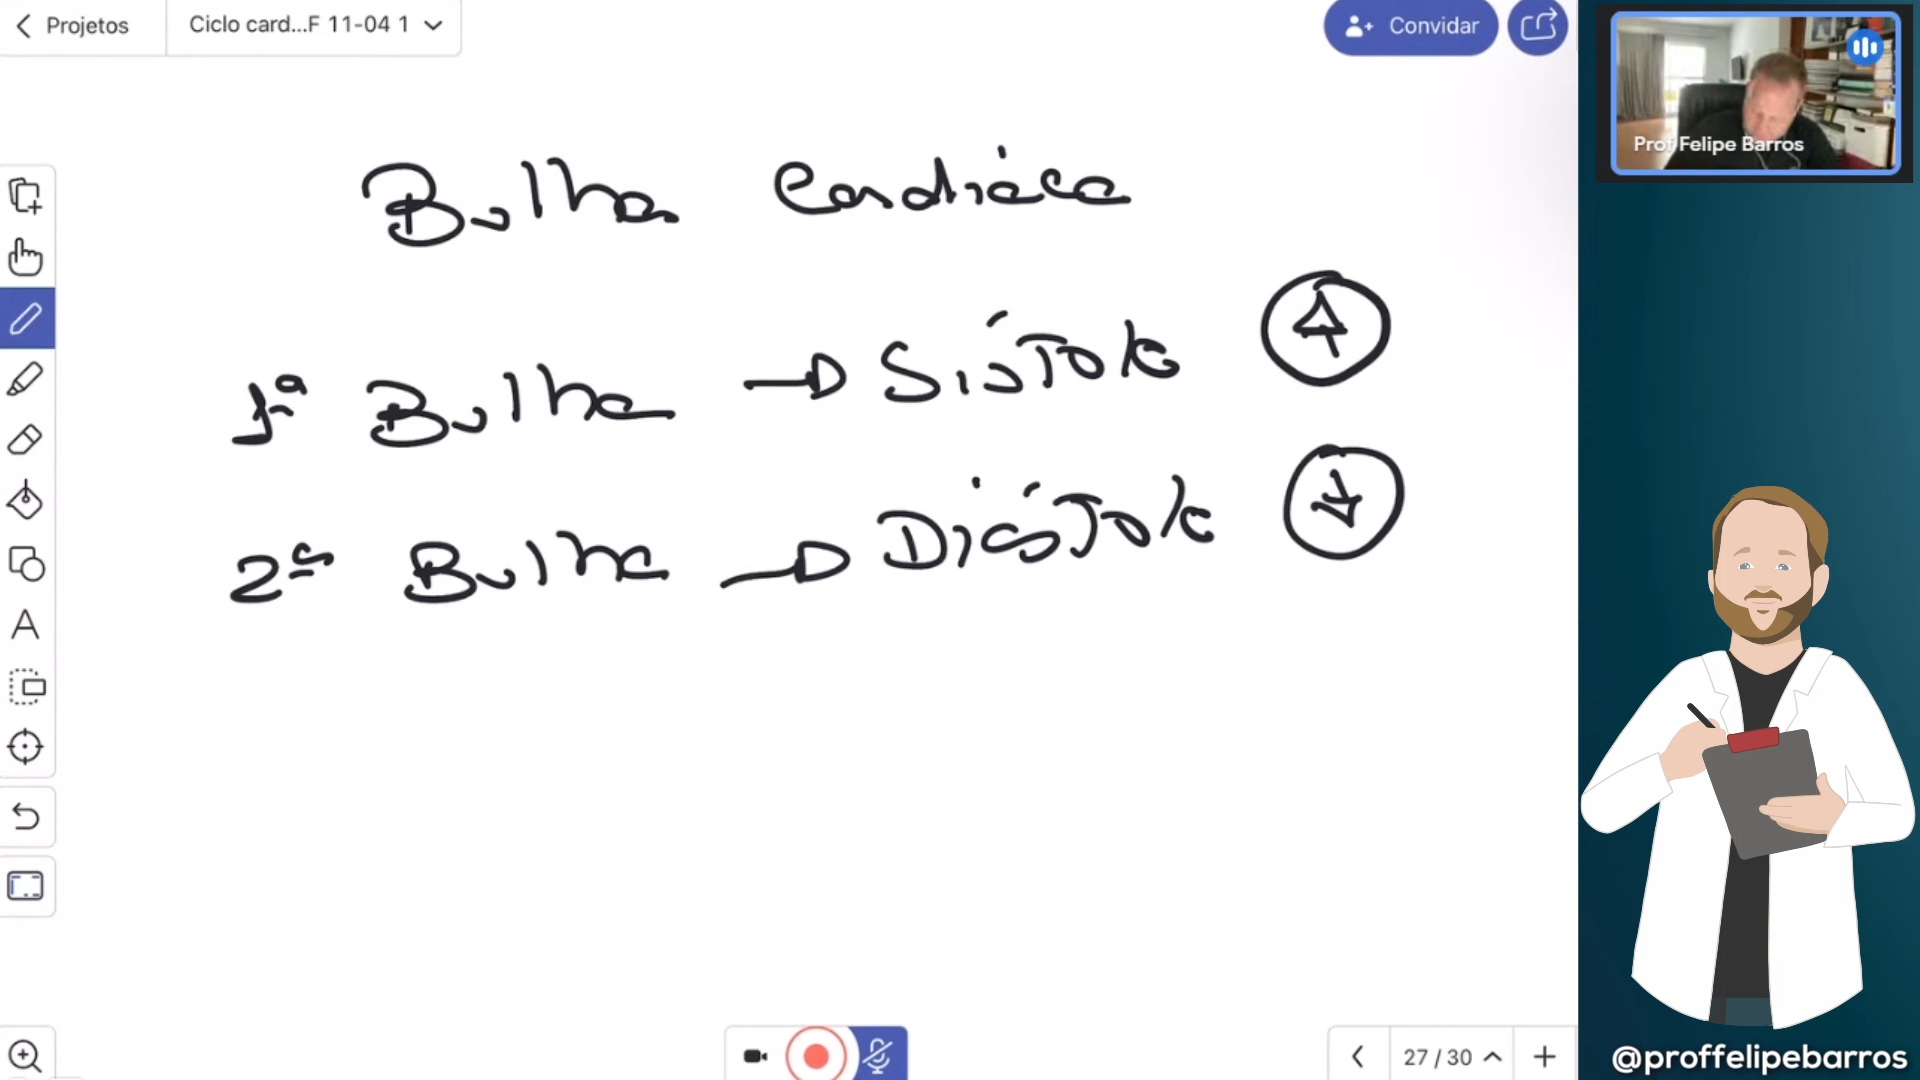 Projetos
Ciclo card...F 11-04 1
Convidar
Prof Felipe Barros
Bulha Cardíaca
1ª Bulha → Sístole ↑
2ª Bulha → Diástole ↓
A
27 / 30
@proffelipebarros